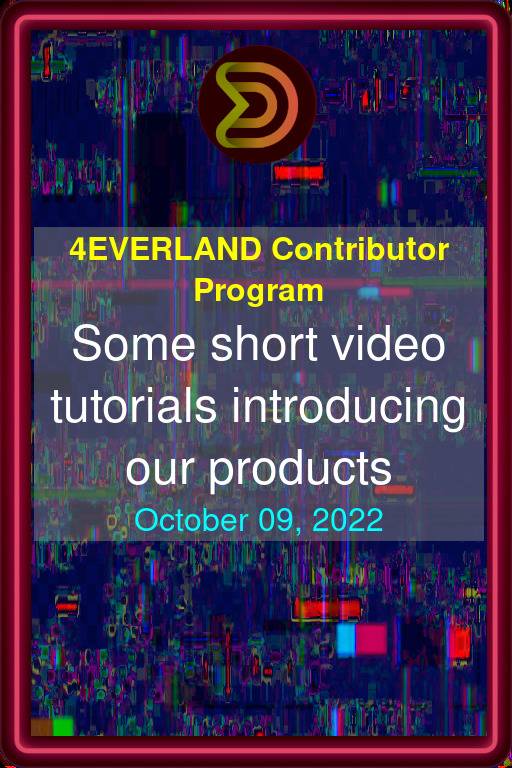 4EVERLAND Contributor
Program
Some short video
tutorials introducing
our products
October 09, 2022